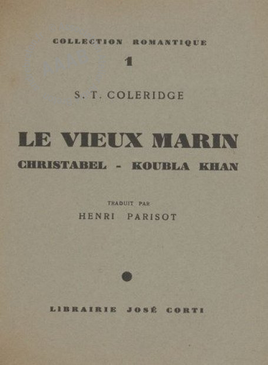 COLLECTION ROMANTIQUE
1
S. T. COLERIDGE
LE VIEUX MARIN
CHRISTABEL - KOUBLA KHAN
TRADUIT PAR
HENRI PARISOT
LIBRAIRIE JOSÉ CORTI